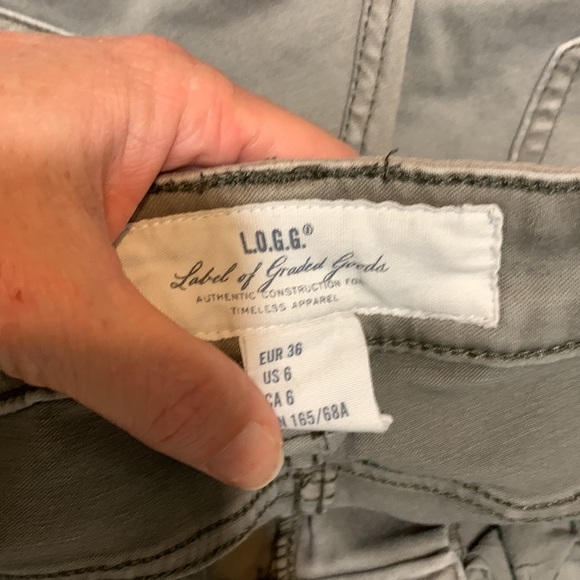 L.O.G.G.®
Label of Graded Goods
AUTHENTIC CONSTRUCTION FOR
TIMELESS APPAREL
EUR 36
US 6
CA 6
165/68A